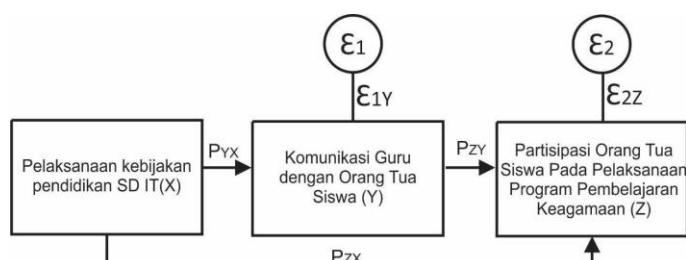 ε1
ε2
ε1Y
ε2Z
Pelaksanaan kebijakan
pendidikan SD IT(X)
PYX
Komunikasi Guru
dengan Orang Tua
Siswa (Y)
PZY
Partisipasi Orang Tua
Siswa Pada Pelaksanaan
Program Pembelajaran
Keagamaan (Z)
PZX